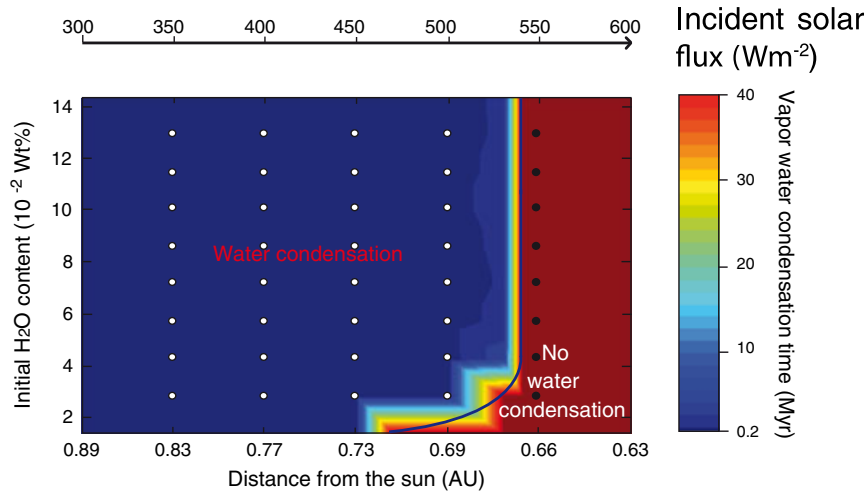 300 350 400 450 500 550 600
Incident solar
flux (Wm-2)
14
12
10
8
6
4
2
Initial H2O content (10 -2 Wt%)
Water condensation
No
water
condensation
0.89 0.83 0.77 0.73 0.69 0.66 0.63
Distance from the sun (AU)
40
30
20
10
0.2
Vapor water condensation time (Myr)